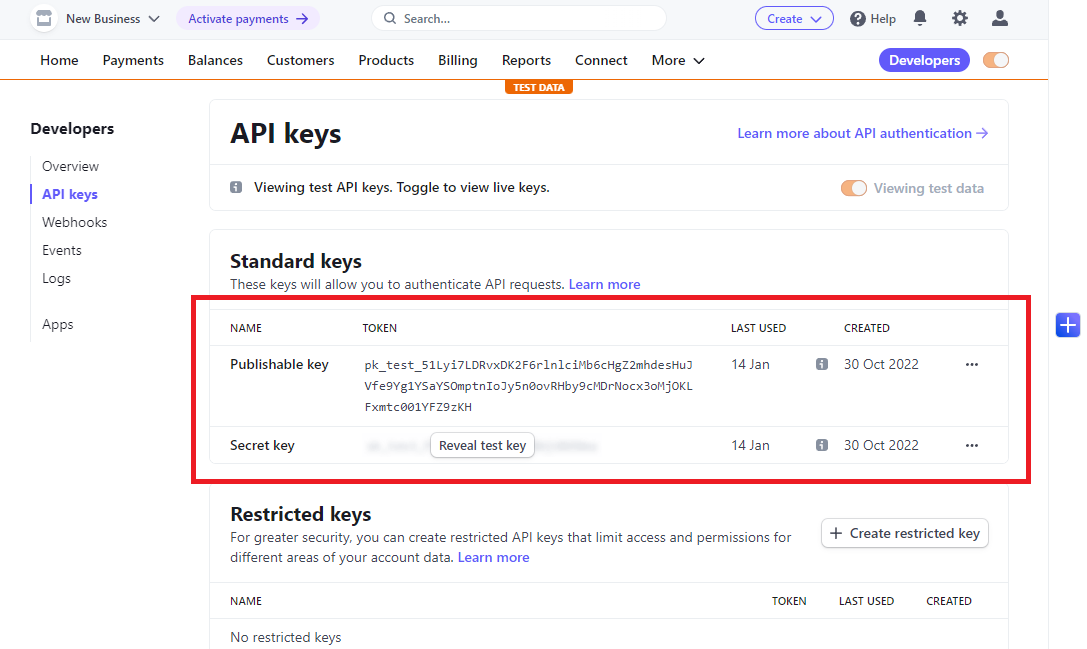 New Business
Activate payments
Search...
Create
Help
Home Payments Balances Customers Products Billing Reports Connect More
Developers
TEST DATA
Developers
Overview
API keys
Webhooks
Events
Logs
Apps
API keys
Learn more about API authentication
Viewing test API keys. Toggle to view live keys.
Viewing test data
Standard keys
These keys will allow you to authenticate API requests. Learn more
NAME TOKEN LAST USED CREATED
Publishable key pk_test_51Lyi7LDRvxDK2F6rlnlciMb6cHgZ2mhdesHuJ 14 Jan 30 Oct 2022
Vfe9Yg1YSaYSOmptnIoJy5n0ovRHby9cMDrNocx3oMjOKL
Fxmtc001YFZ9zKH
Secret key Reveal test key 14 Jan 30 Oct 2022
Restricted keys
For greater security, you can create restricted API keys that limit access and permissions for
different areas of your account data. Learn more
Create restricted key
NAME TOKEN LAST USED CREATED
No restricted keys